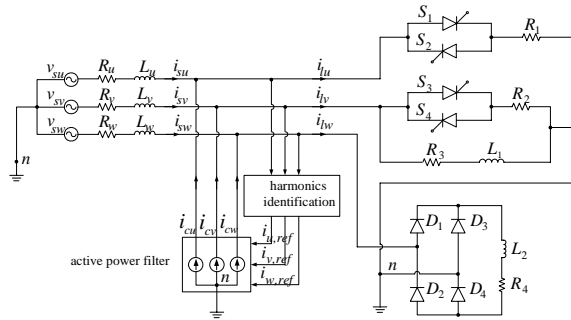 S1
S2
R1
vsu
Ru
Lu
isu
ilu
vsv
Rv
Lv
isv
ilv
S3
S4
R2
vsw
Rw
Lw
isw
ilw
R3
L1
n
harmonics
identification
icu
icv
icw
iu,ref
iv,ref
iw,ref
active power filter
n
n
D1
D3
L2
D2
D4
R4